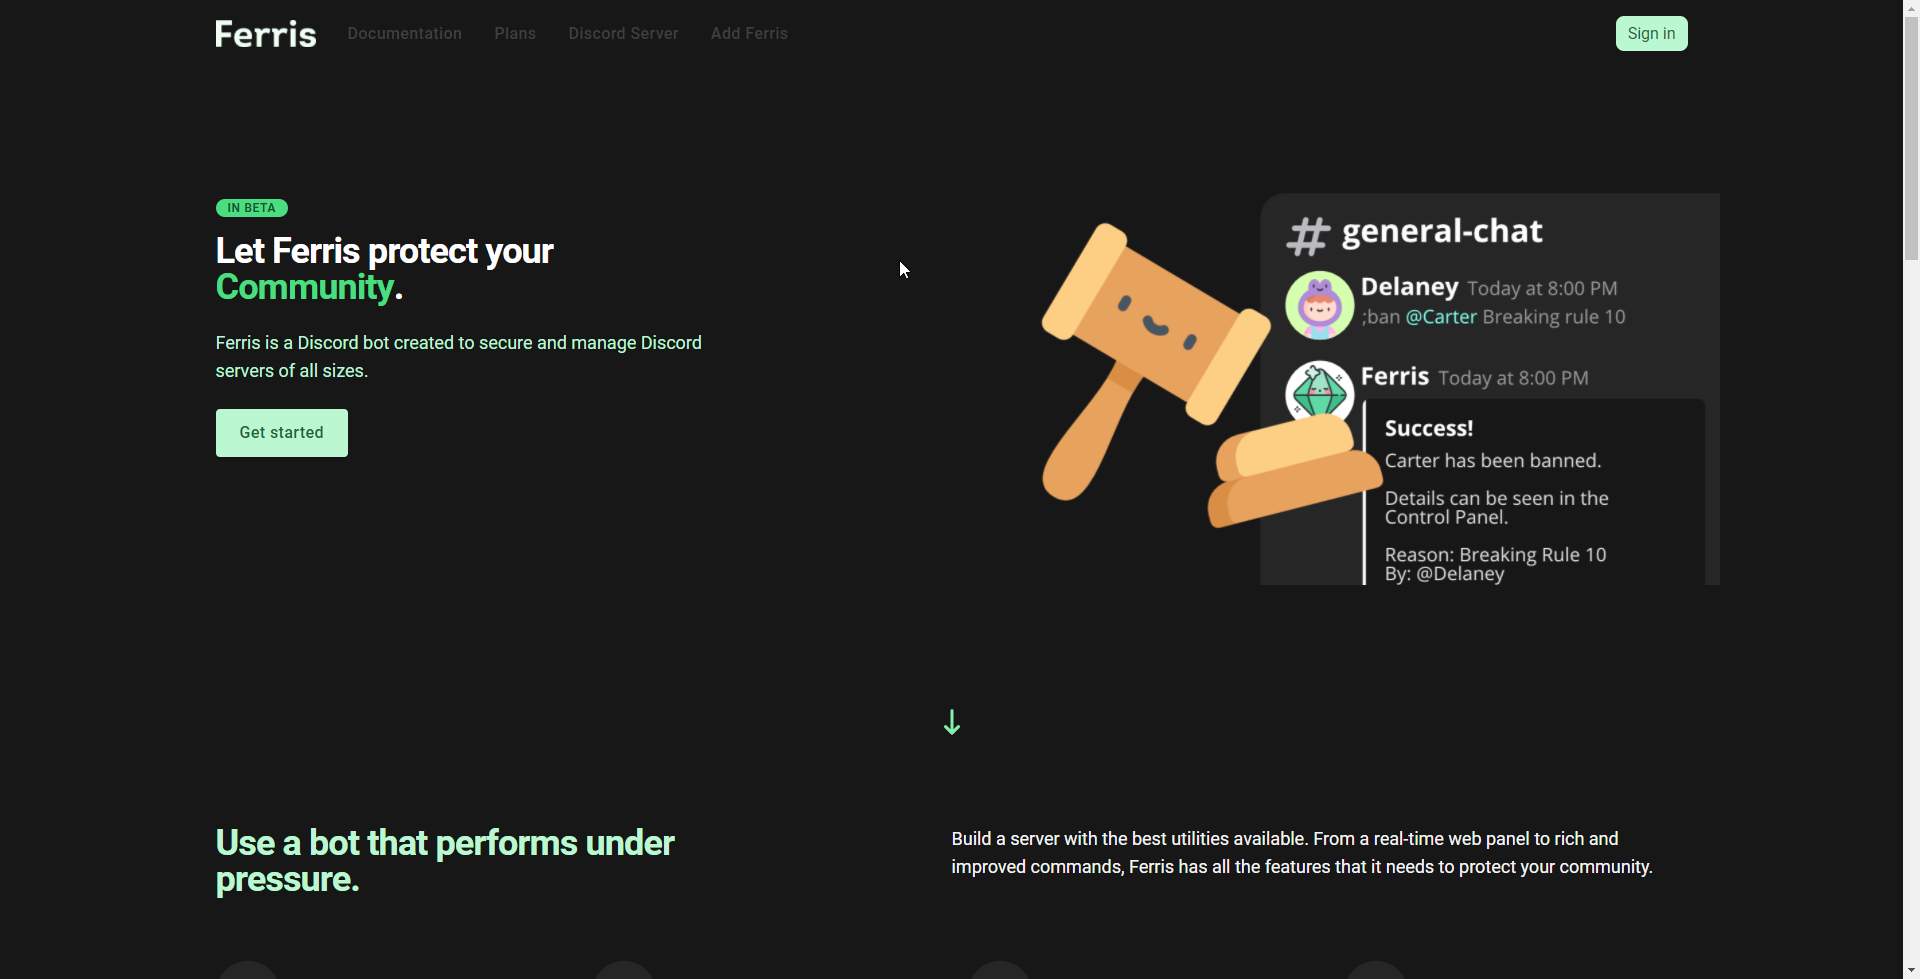 Ferris
Documentation
Plans
Discord Server
Add Ferris
Sign in
IN BETA
Let Ferris protect your
Community.
Ferris is a Discord bot created to secure and manage Discord
servers of all sizes.
Get started
# general-chat
Delaney Today at 8:00 PM
;ban @Carter Breaking rule 10
Ferris Today at 8:00 PM
Success!
Carter has been banned.
Details can be seen in the
Control Panel.
Reason: Breaking Rule 10
By: @Delaney
Use a bot that performs under
pressure.
Build a server with the best utilities available. From a real-time web panel to rich and
improved commands, Ferris has all the features that it needs to protect your community.